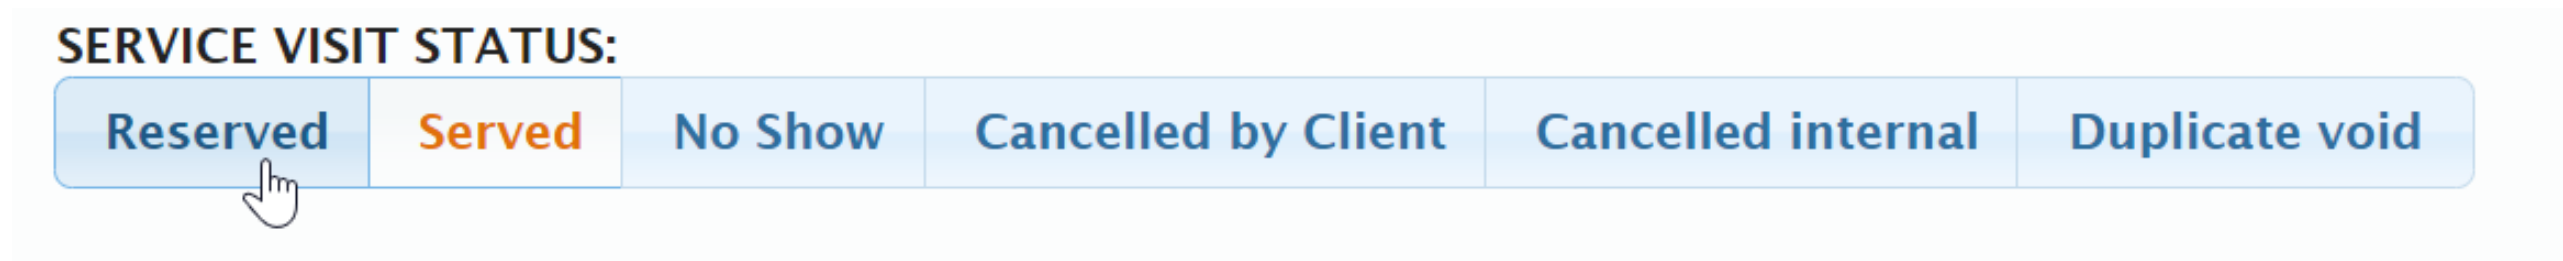 SERVICE VISIT STATUS:
Reserved Served No Show Cancelled by Client Cancelled internal Duplicate void